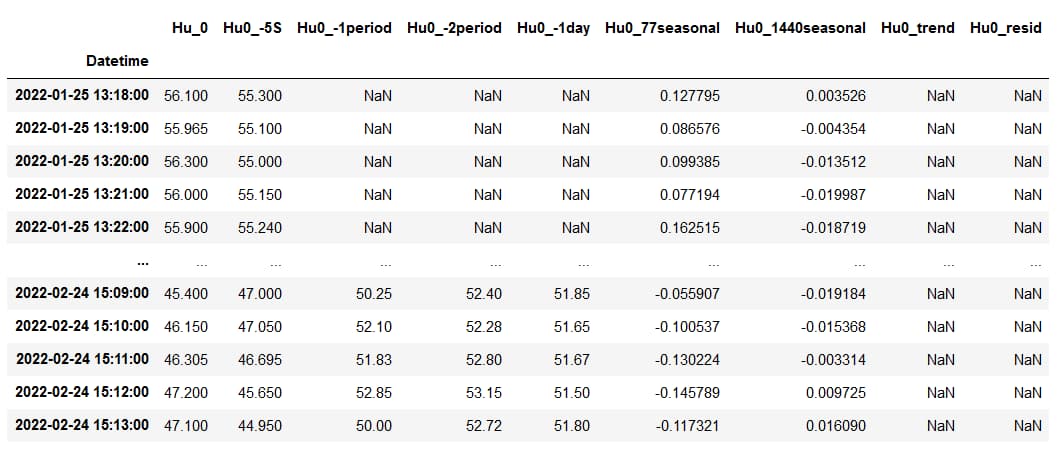 Hu_0 Hu0_-5S Hu0_-1period Hu0_-2period Hu0_-1day Hu0_77seasonal Hu0_1440seasonal Hu0_trend Hu0_resid
Datetime
2022-01-25 13:18:00 56.100 55.300 NaN NaN NaN 0.127795 0.003526 NaN NaN
2022-01-25 13:19:00 55.965 55.100 NaN NaN NaN 0.086576 -0.004354 NaN NaN
2022-01-25 13:20:00 56.300 55.000 NaN NaN NaN 0.099385 -0.013512 NaN NaN
2022-01-25 13:21:00 56.000 55.150 NaN NaN NaN 0.077194 -0.019987 NaN NaN
2022-01-25 13:22:00 55.900 55.240 NaN NaN NaN 0.162515 -0.018719 NaN NaN
... ... ... ... ... ... ... ... ... ...
2022-02-24 15:09:00 45.400 47.000 50.25 52.40 51.85 -0.055907 -0.019184 NaN NaN
2022-02-24 15:10:00 46.150 47.050 52.10 52.28 51.65 -0.100537 -0.015368 NaN NaN
2022-02-24 15:11:00 46.305 46.695 51.83 52.80 51.67 -0.130224 -0.003314 NaN NaN
2022-02-24 15:12:00 47.200 45.650 52.85 53.15 51.50 -0.145789 0.009725 NaN NaN
2022-02-24 15:13:00 47.100 44.950 50.00 52.72 51.80 -0.117321 0.016090 NaN NaN